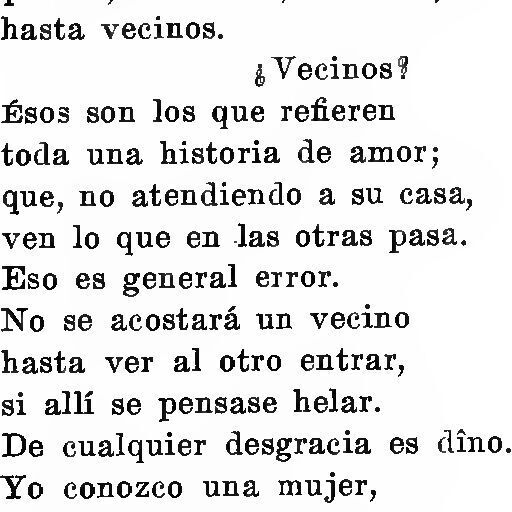 hasta vecinos.
¿Vecinos?
Ésos son los que refieren
toda una historia de amor;
que, no atendiendo a su casa,
ven lo que en las otras pasa.
Eso es general error.
No se acostará un vecino
hasta ver al otro entrar,
si allí se pensase helar.
De cualquier desgracia es dîno.
Yo conozco una mujer,